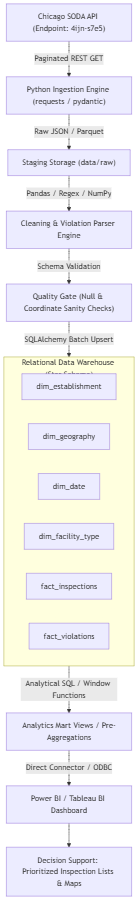 Chicago SODA API
(Endpoint: 4ijn-s7e5)
Paginated REST GET
Python Ingestion Engine
(requests / pydantic)
Raw JSON / Parquet
Staging Storage (data/raw)
Pandas / Regex / NumPy
Cleaning & Violation Parser
Engine
Schema Validation
Quality Gate (Null &
Coordinate Sanity Checks)
SQLAlchemy Batch Upsert
Relational Data Warehouse
dim_establishment
dim_geography
dim_date
dim_facility_type
fact_inspections
fact_violations
Analytical SQL / Window
Functions
Analytics Mart Views / Pre-
Aggregations
Direct Connector / ODBC
Power BI / Tableau BI
Dashboard
Decision Support:
Prioritized Inspection Lists
& Maps